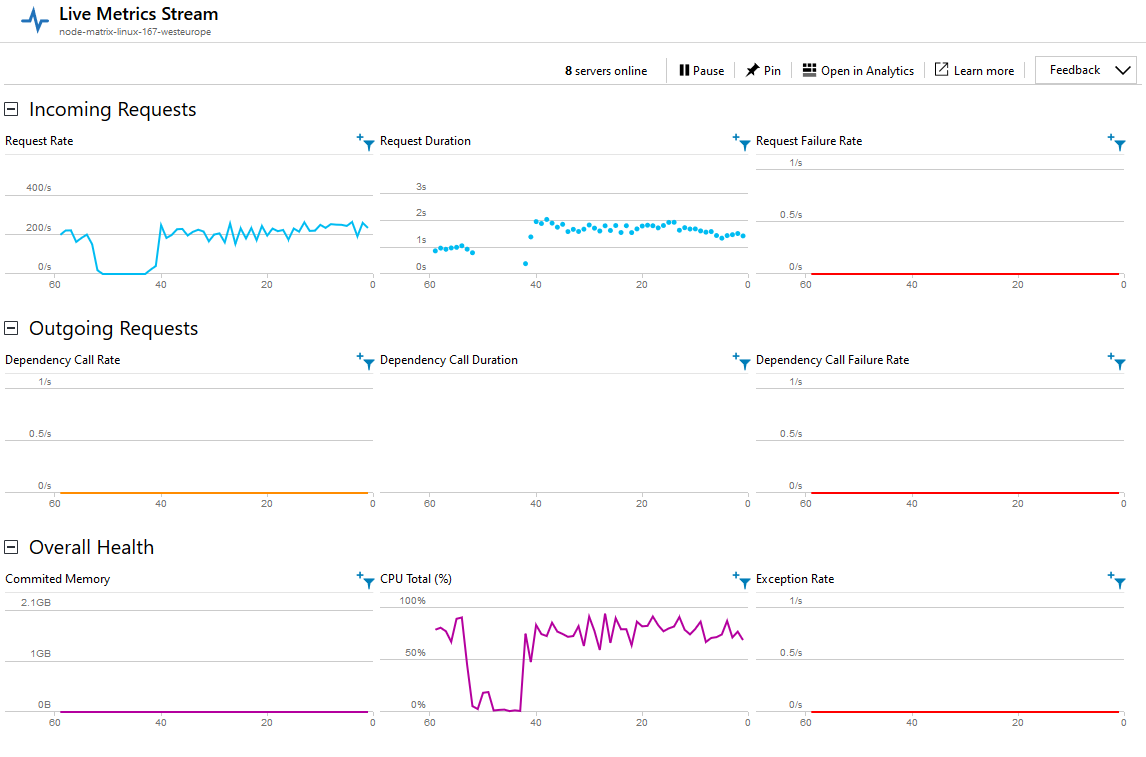 Live Metrics Stream
node-matrix-linux-167-westeurope
8 servers online
Pause
Pin
Open in Analytics
Learn more
Feedback
Incoming Requests
Request Rate
400/s
200/s
0/s
60 40 20 0
Request Duration
3s
2s
1s
0s
60 40 20 0
Request Failure Rate
1/s
0.5/s
0/s
60 40 20 0
Outgoing Requests
Dependency Call Rate
1/s
0.5/s
0/s
60 40 20 0
Dependency Call Duration
60 40 20 0
Dependency Call Failure Rate
1/s
0.5/s
0/s
60 40 20 0
Overall Health
Commited Memory
2.1GB
1GB
0B
60 40 20 0
CPU Total (%)
100%
50%
0%
60 40 20 0
Exception Rate
1/s
0.5/s
0/s
60 40 20 0